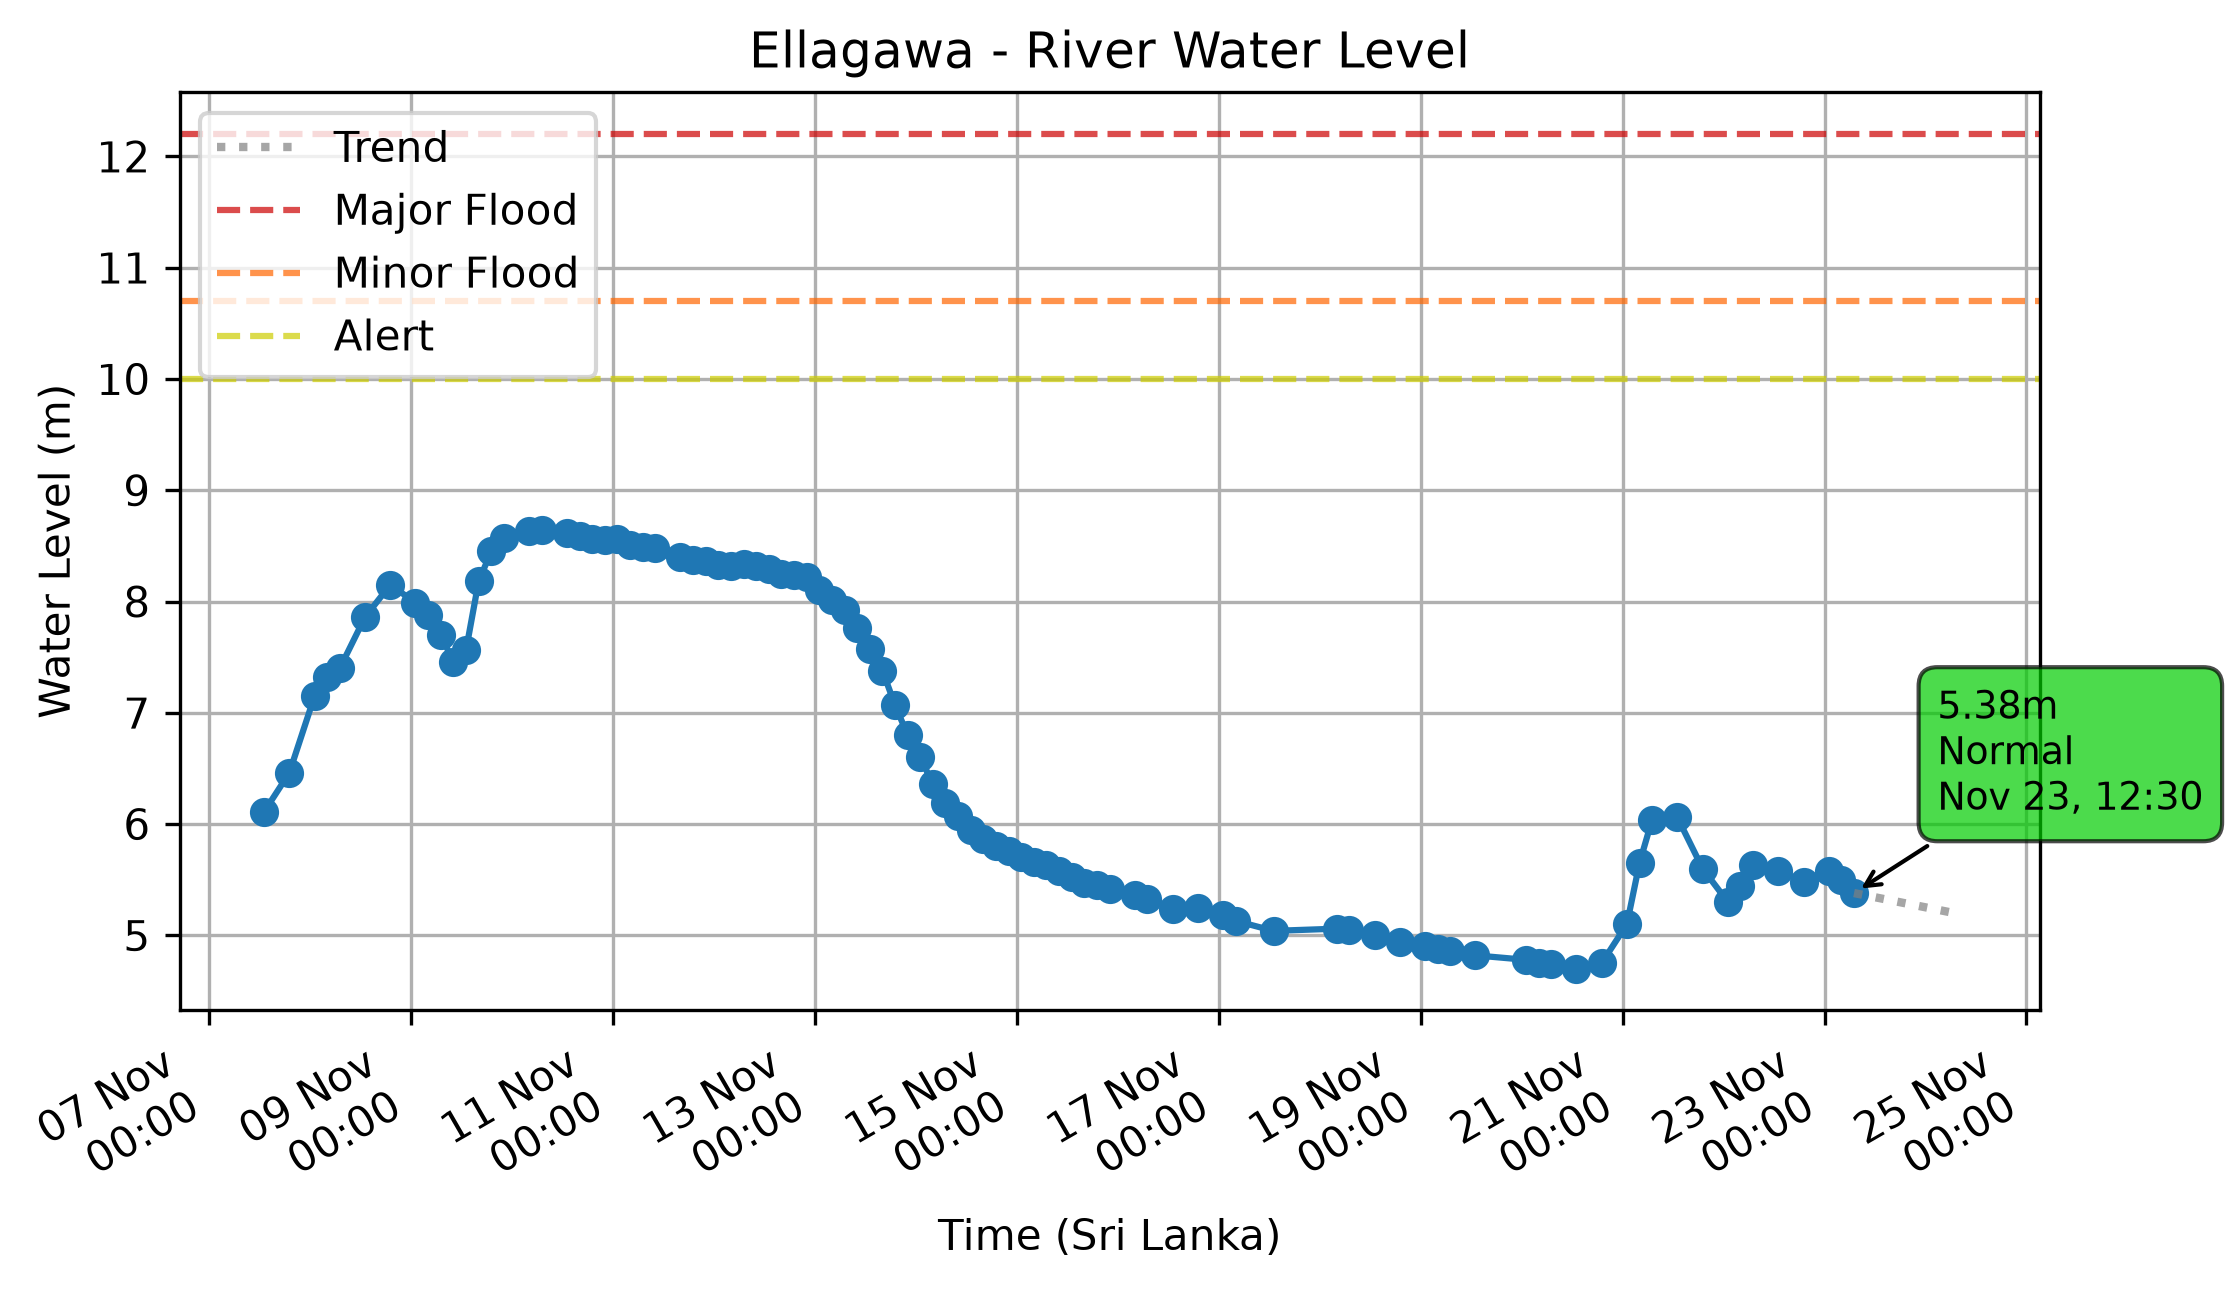 Ellagawa - River Water Level
Trend
Major Flood
Minor Flood
Alert
12
11
10
9
8
7
6
5
Water Level (m)
5.38m
Normal
Nov 23, 12:30
07 Nov
00:00
09 Nov
00:00
11 Nov
00:00
13 Nov
00:00
15 Nov
00:00
17 Nov
00:00
19 Nov
00:00
21 Nov
00:00
23 Nov
00:00
25 Nov
00:00
Time (Sri Lanka)